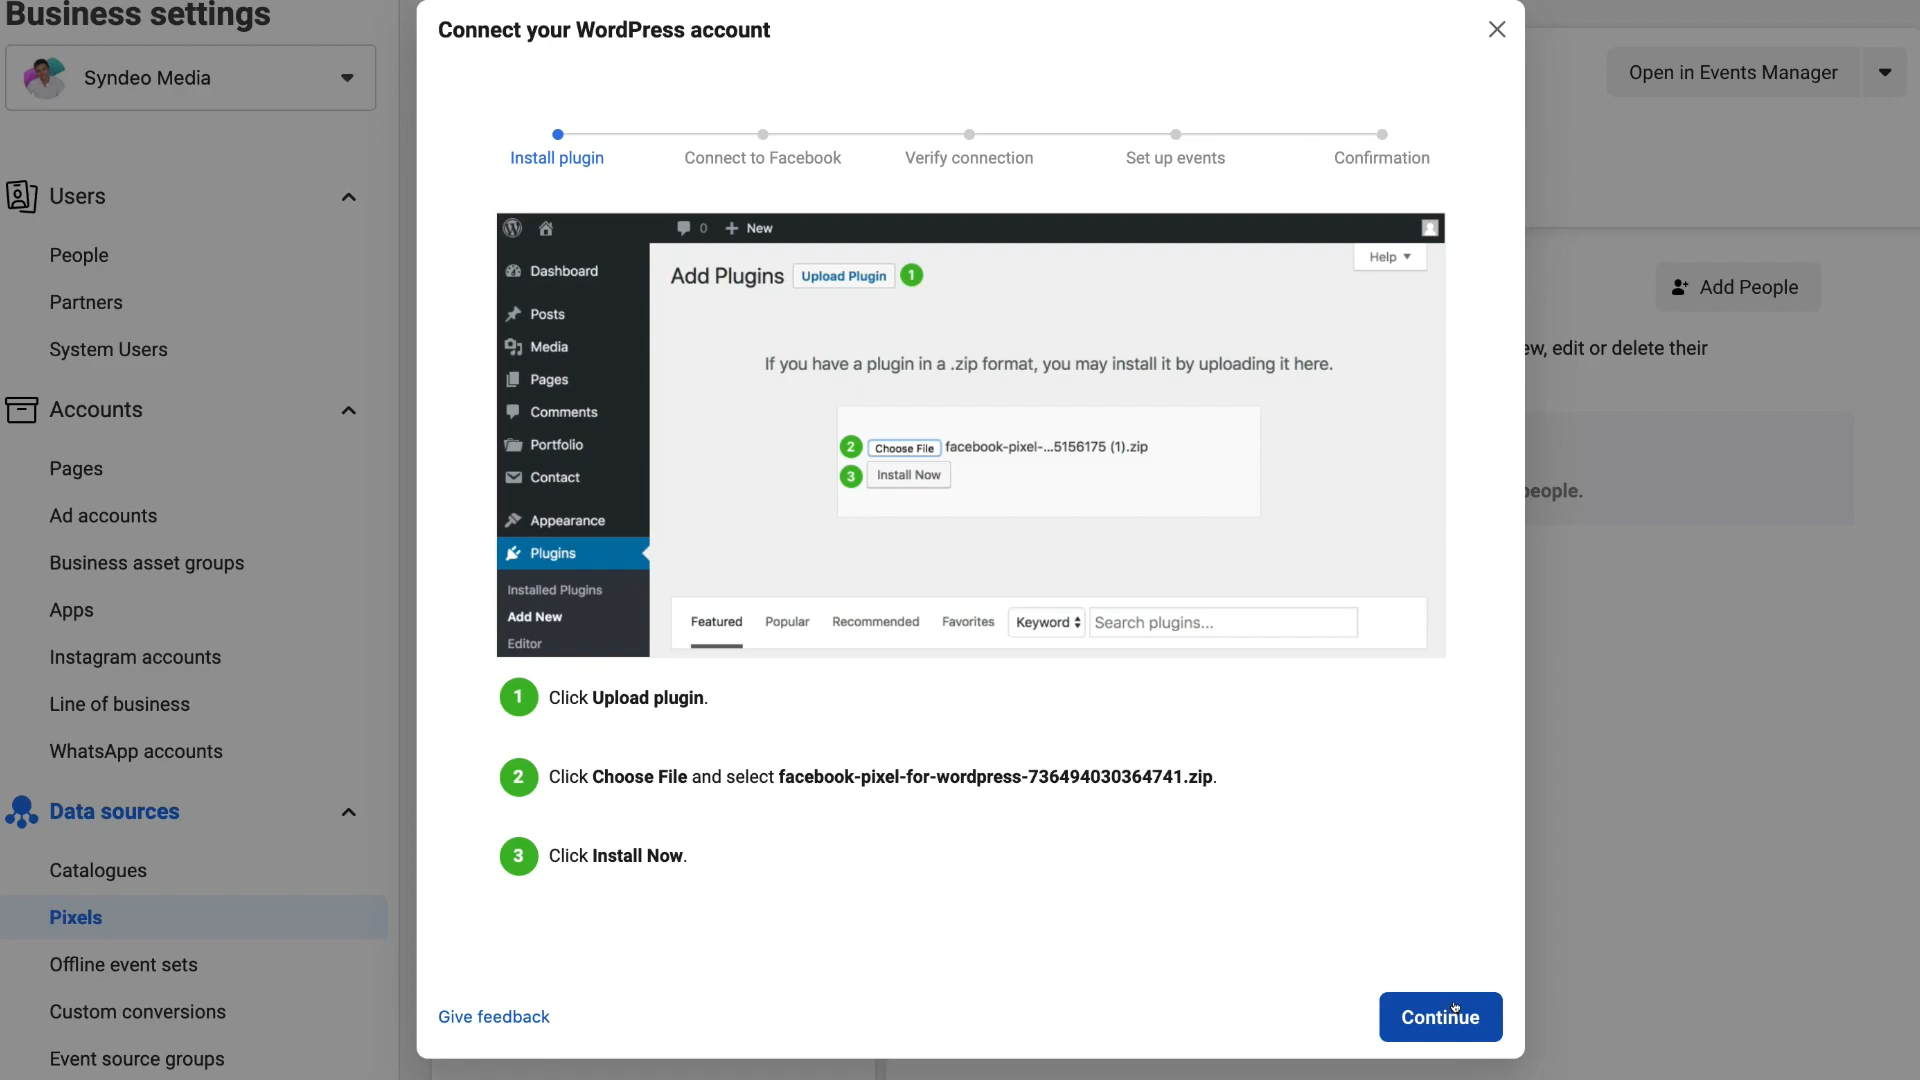 Business settings
Syndeo Media
Users
People
Partners
System Users
Accounts
Pages
Ad accounts
Business asset groups
Apps
Instagram accounts
Line of business
WhatsApp accounts
Data sources
Catalogues
Pixels
Offline event sets
Custom conversions
Event source groups
Connect your WordPress account
Install plugin
Connect to Facebook
Verify connection
Set up events
Confirmation
0
New
Dashboard
Posts
Media
Pages
Comments
Portfolio
Contact
Appearance
Plugins
Installed Plugins
Add New
Editor
Help
Add Plugins Upload Plugin 1
If you have a plugin in a .zip format, you may install it by uploading it here.
2 Choose File facebook-pixel-...5156175 (1).zip
3 Install Now
Featured Popular Recommended Favorites Keyword Search plugins...
1 Click Upload plugin.
2 Click Choose File and select facebook-pixel-for-wordpress-736494030364741.zip.
3 Click Install Now.
Give feedback
Continue
Open in Events Manager
Add People
ew, edit or delete their
people.